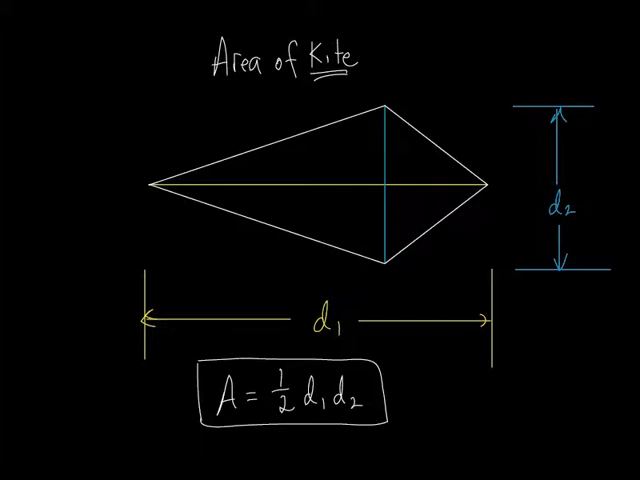 Area of Kite
d₂
d₁
A = 1/2 d₁d₂